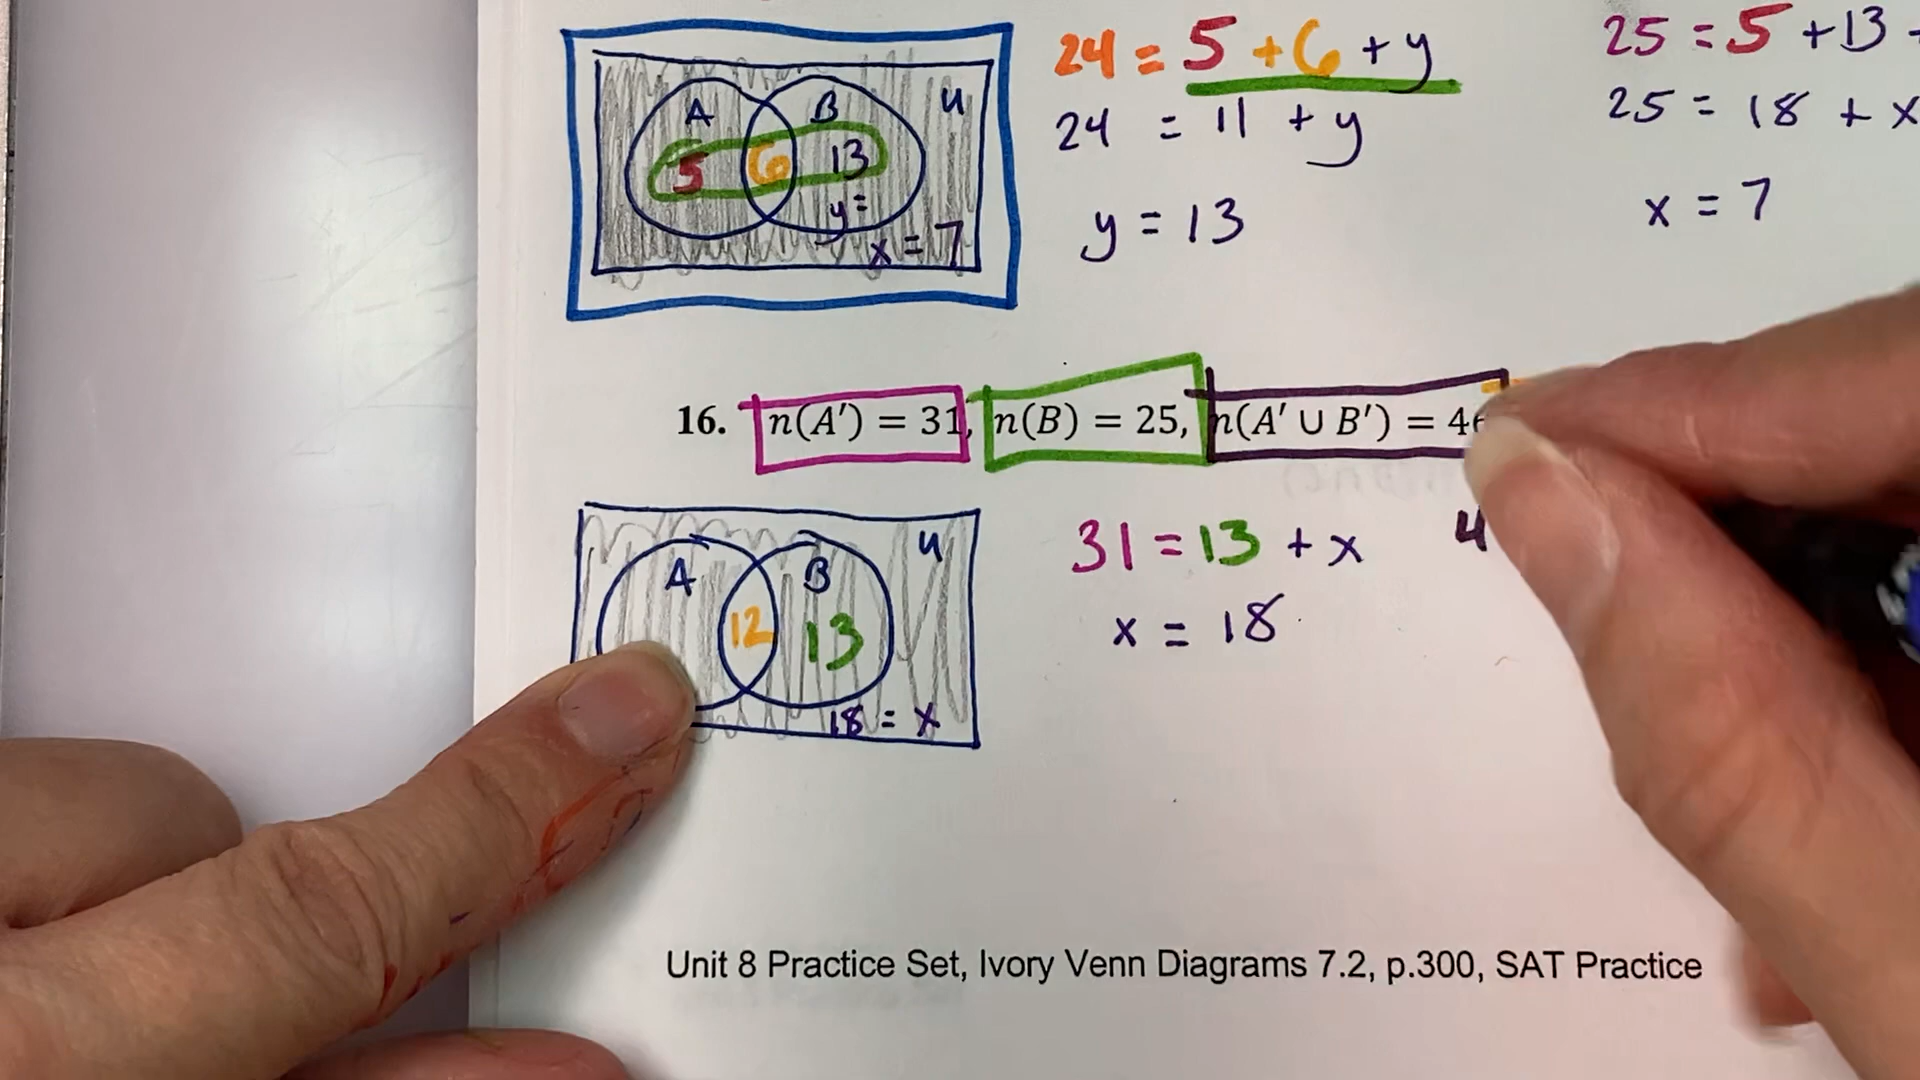 A B U
5 6 13
y =
x = 7
24 = 5 + 6 + y
24 = 11 + y
y = 13
25 = 5 + 13
25 = 18 + x
x = 7
16. n(A′) = 31, n(B) = 25, n(A′ ∪ B′) = 46
A B U
12 13
18 = x
31 = 13 + x
x = 18
4
Unit 8 Practice Set, Ivory Venn Diagrams 7.2, p.300, SAT Practice